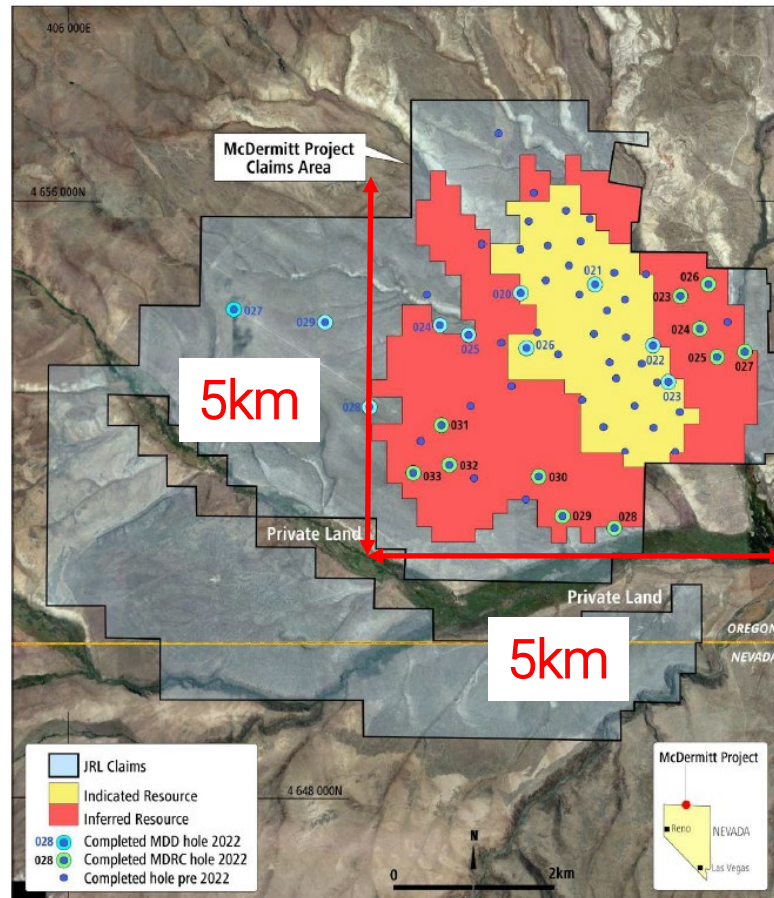 406 000E
McDermitt Project
Claims Area
4 656 000N
021
026
020
023
027
029
024
024
025
026
022
025
027
023
5km
028
031
032
033
030
029
028
Private Land
Private Land
OREGON
NEVADA
5km
JRL Claims
Indicated Resource
Inferred Resource
028 Completed MDD hole 2022
028 Completed MDRC hole 2022
Completed hole pre 2022
4 648 000N
N
0 2km
McDermitt Project
Reno
NEVADA
Las Vegas